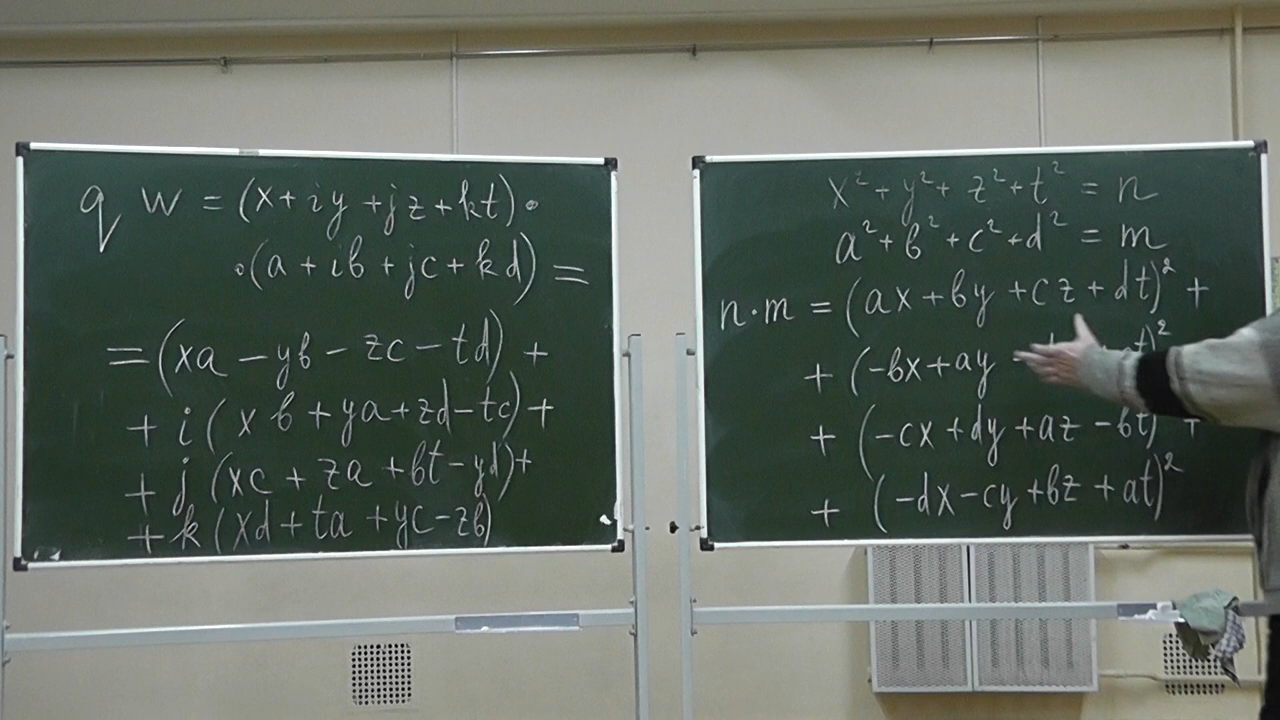 q w = (x + iy + jz + kt) ∘
∘(a + ib + jc + kd) =
= (xa − yb − zc − td) +
+ i (xb + ya + zd − tc) +
+ j (xc + za + bt − yd) +
+ k (xd + ta + yc − zb)
x² + y² + z² + t² = n
a² + b² + c² + d² = m
n·m = (ax + by + cz + dt)² +
+ (−bx + ay )²
+ (−cx + dy + az − bt) +
+ (−dx − cy + bz + at)²